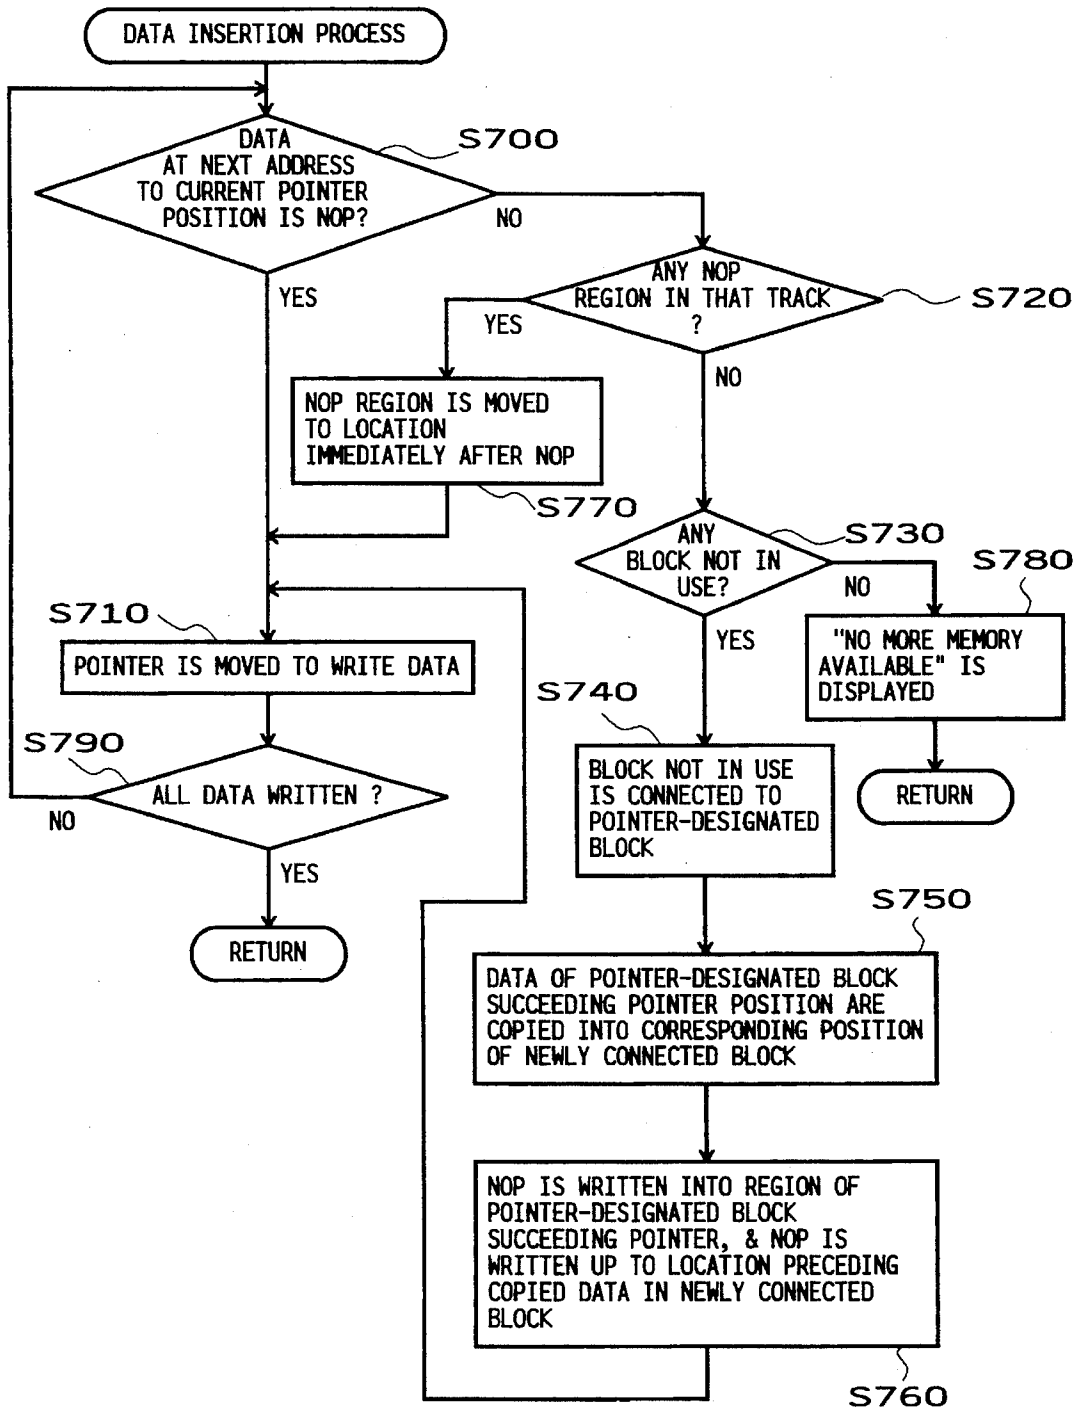 DATA INSERTION PROCESS
S700
DATA
AT NEXT ADDRESS
TO CURRENT POINTER
POSITION IS NOP?
NO
YES
ANY NOP
REGION IN THAT TRACK
?
S720
YES
NO
NOP REGION IS MOVED
TO LOCATION
IMMEDIATELY AFTER NOP
S770
ANY
BLOCK NOT IN
USE?
S730
NO
YES
S780
"NO MORE MEMORY
AVAILABLE" IS
DISPLAYED
RETURN
S710
POINTER IS MOVED TO WRITE DATA
S790
ALL DATA WRITTEN ?
NO
YES
RETURN
S740
BLOCK NOT IN USE
IS CONNECTED TO
POINTER-DESIGNATED
BLOCK
S750
DATA OF POINTER-DESIGNATED BLOCK
SUCCEEDING POINTER POSITION ARE
COPIED INTO CORRESPONDING POSITION
OF NEWLY CONNECTED BLOCK
NOP IS WRITTEN INTO REGION OF
POINTER-DESIGNATED BLOCK
SUCCEEDING POINTER, & NOP IS
WRITTEN UP TO LOCATION PRECEDING
COPIED DATA IN NEWLY CONNECTED
BLOCK
S760